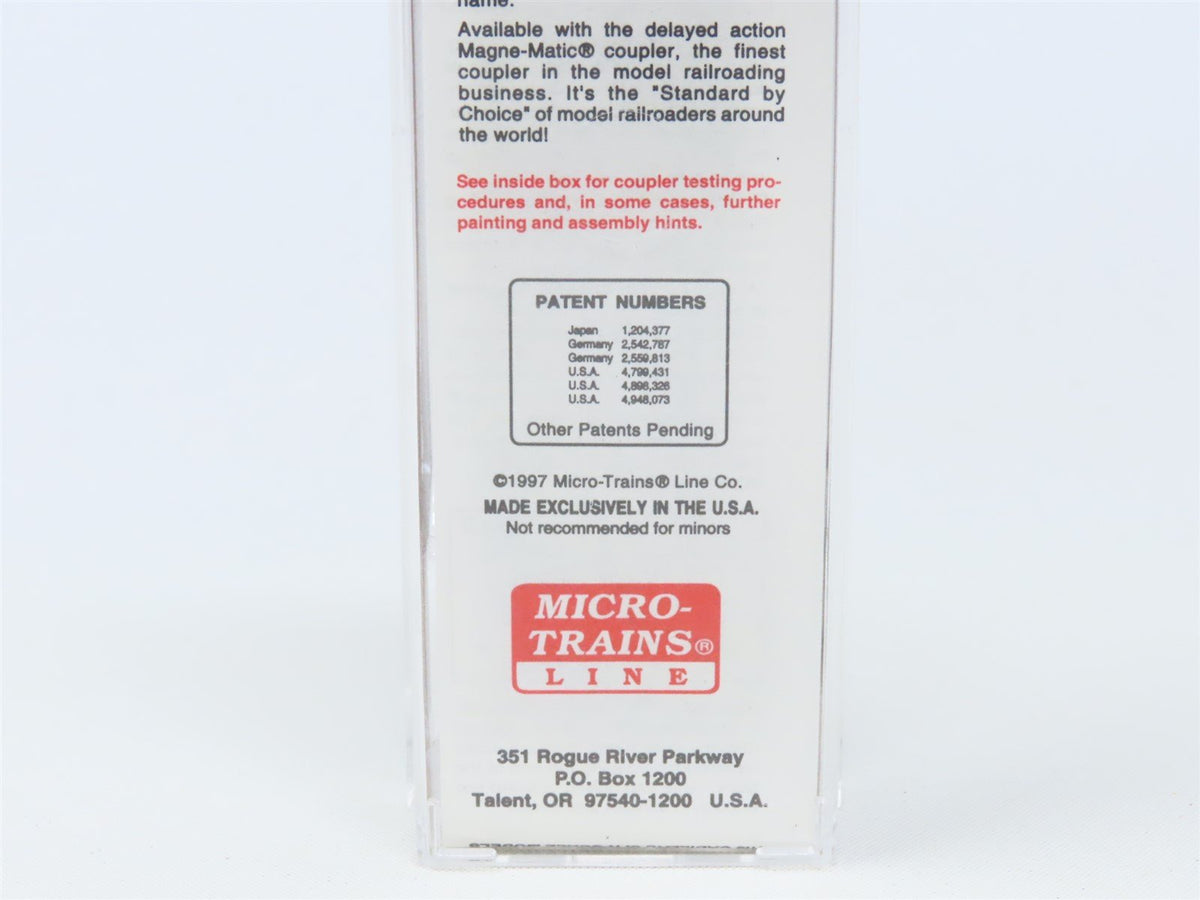 name.
Available with the delayed action
Magne-Matic® coupler, the finest
coupler in the model railroading
business. It's the "Standard by
Choice" of model railroaders around
the world!
See inside box for coupler testing pro-
cedures and, in some cases, further
painting and assembly hints.
PATENT NUMBERS
Japan 1,204,377
Germany 2,542,787
Germany 2,559,813
U.S.A. 4,799,431
U.S.A. 4,898,326
U.S.A. 4,948,073
Other Patents Pending
©1997 Micro-Trains® Line Co.
MADE EXCLUSIVELY IN THE U.S.A.
Not recommended for minors
MICRO-
TRAINS®
LINE
351 Rogue River Parkway
P.O. Box 1200
Talent, OR 97540-1200 U.S.A.